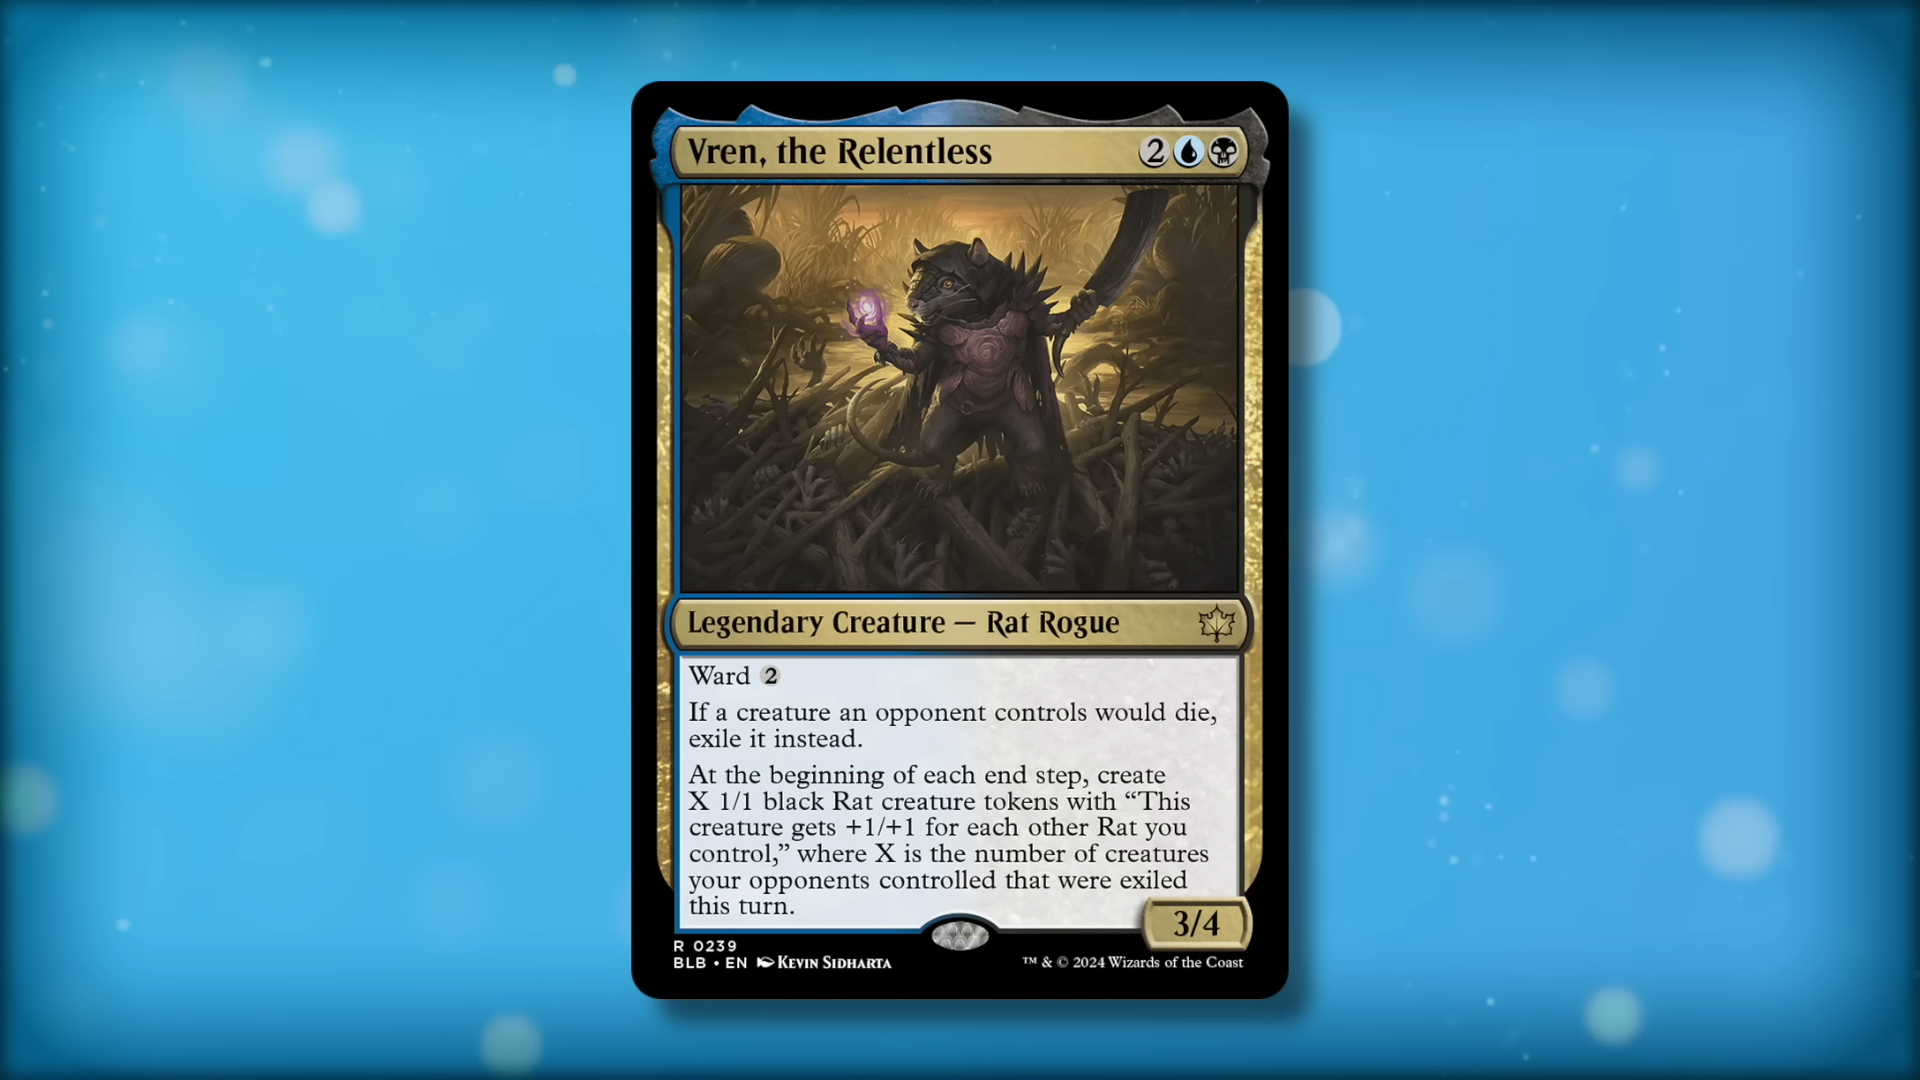 Vren, the Relentless 2
Legendary Creature — Rat Rogue
Ward 2
If a creature an opponent controls would die,
exile it instead.
At the beginning of each end step, create
X 1/1 black Rat creature tokens with “This
creature gets +1/+1 for each other Rat you
control,” where X is the number of creatures
your opponents controlled that were exiled
this turn.
3/4
R 0239
BLB • EN Kevin Sidharta
™ & © 2024 Wizards of the Coast